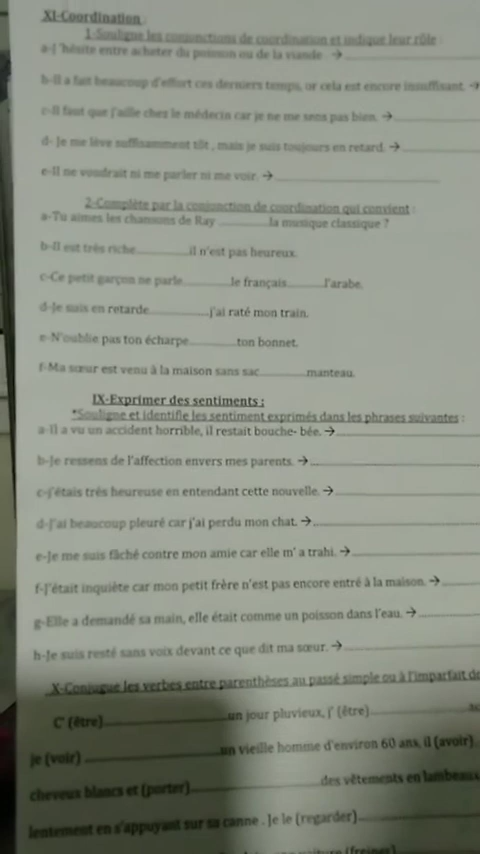 XI-Coordination
1-Souligne les conjonctions de coordination et indique leur rôle :
a-J'hésite entre acheter du poisson ou de la viande. →
b-Il a fait beaucoup d'effort ces derniers temps, or cela est encore insuffisant. →
c-Il faut que j'aille chez le médecin car je ne me sens pas bien. →
d- Je me lève suffisamment tôt , mais je suis toujours en retard. →
e-Il ne voudrait ni me parler ni me voir. →
2-Complète par la conjonction de coordination qui convient :
a-Tu aimes les chansons de Ray ............la musique classique ?
b-Il est très riche............il n'est pas heureux.
c-Ce petit garçon ne parle............le français............l'arabe.
d-Je suis en retarde............j'ai raté mon train.
e-N'oublie pas ton écharpe............ton bonnet.
f-Ma sœur est venu à la maison sans sac............manteau.
IX-Exprimer des sentiments :
*Souligne et identifie les sentiment exprimés dans les phrases suivantes :
a-Il a vu un accident horrible, il restait bouche- bée. →
b-Je ressens de l'affection envers mes parents. →
c-j'étais très heureuse en entendant cette nouvelle. →
d-J'ai beaucoup pleuré car j'ai perdu mon chat. →
e-Je me suis fâché contre mon amie car elle m' a trahi. →
f-J'était inquiète car mon petit frère n'est pas encore entré à la maison. →
g-Elle a demandé sa main, elle était comme un poisson dans l'eau. →
h-Je suis resté sans voix devant ce que dit ma sœur. →
X-Conjugue les verbes entre parenthèses au passé simple ou à l'imparfait de
C' (être)............un jour pluvieux, j' (être)............
je (voir) ............un vieille homme d'environ 60 ans, il (avoir)
cheveux blancs et (porter)............des vêtements en lambeaux
lentement en s'appuyant sur sa canne . Je le (regarder)............
(freiner)